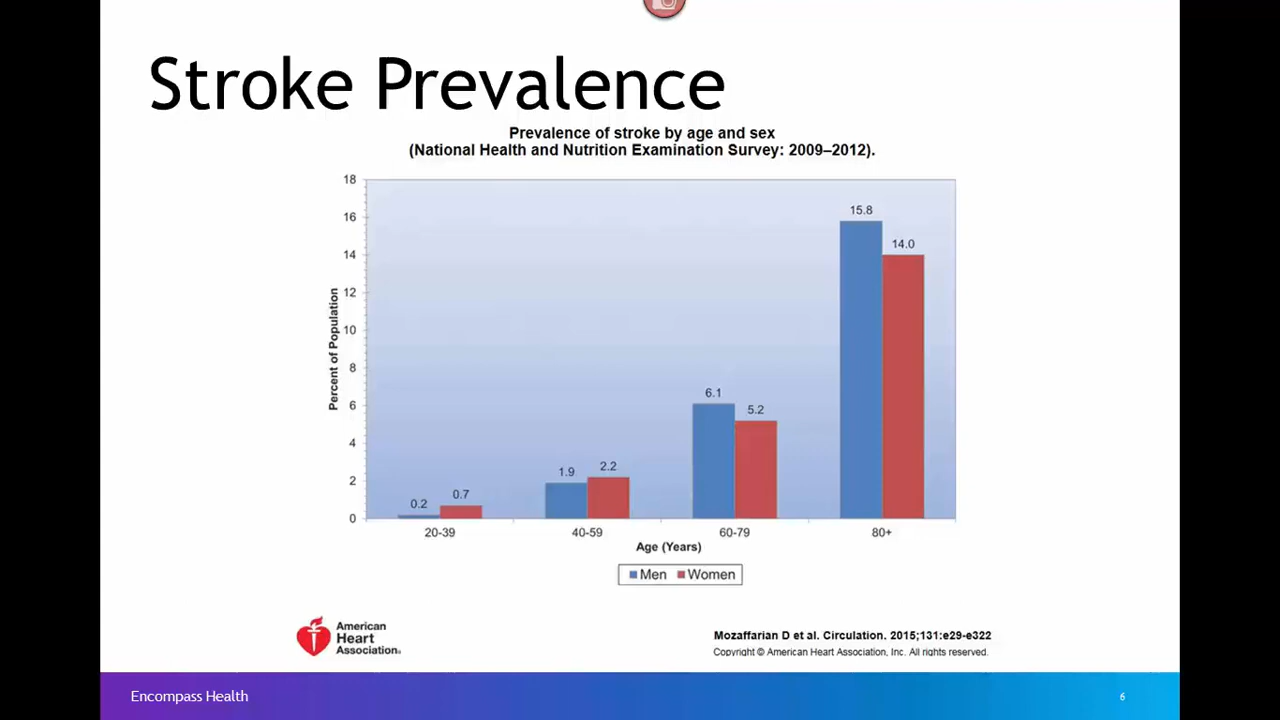 Stroke Prevalence
Prevalence of stroke by age and sex
(National Health and Nutrition Examination Survey: 2009–2012).
18
16
14
12
10
8
6
4
2
0
Percent of Population
0.2
0.7
1.9
2.2
6.1
5.2
15.8
14.0
20-39
40-59
60-79
80+
Age (Years)
Men
Women
American
Heart
Association®
Mozaffarian D et al. Circulation. 2015;131:e29-e322
Copyright © American Heart Association, Inc. All rights reserved.
Encompass Health
6